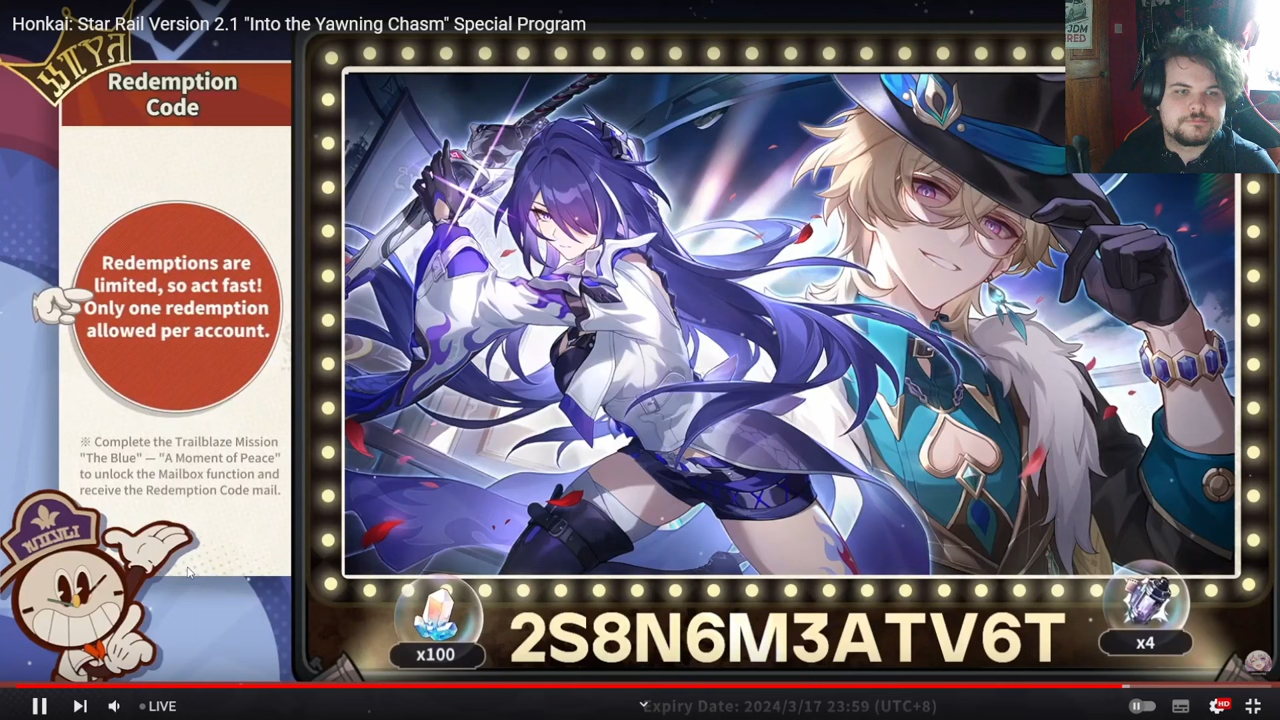 Honkai: Star Rail Version 2.1 "Into the Yawning Chasm" Special Program
JDM
Redemption
Code
Redemptions are
limited, so act fast!
Only one redemption
allowed per account.
※ Complete the Trailblaze Mission
"The Blue" — "A Moment of Peace"
to unlock the Mailbox function and
receive the Redemption Code mail.
x100
2S8N6M3ATV6T
x4
LIVE
Expiry Date: 2024/3/17 23:59 (UTC+8)
HD